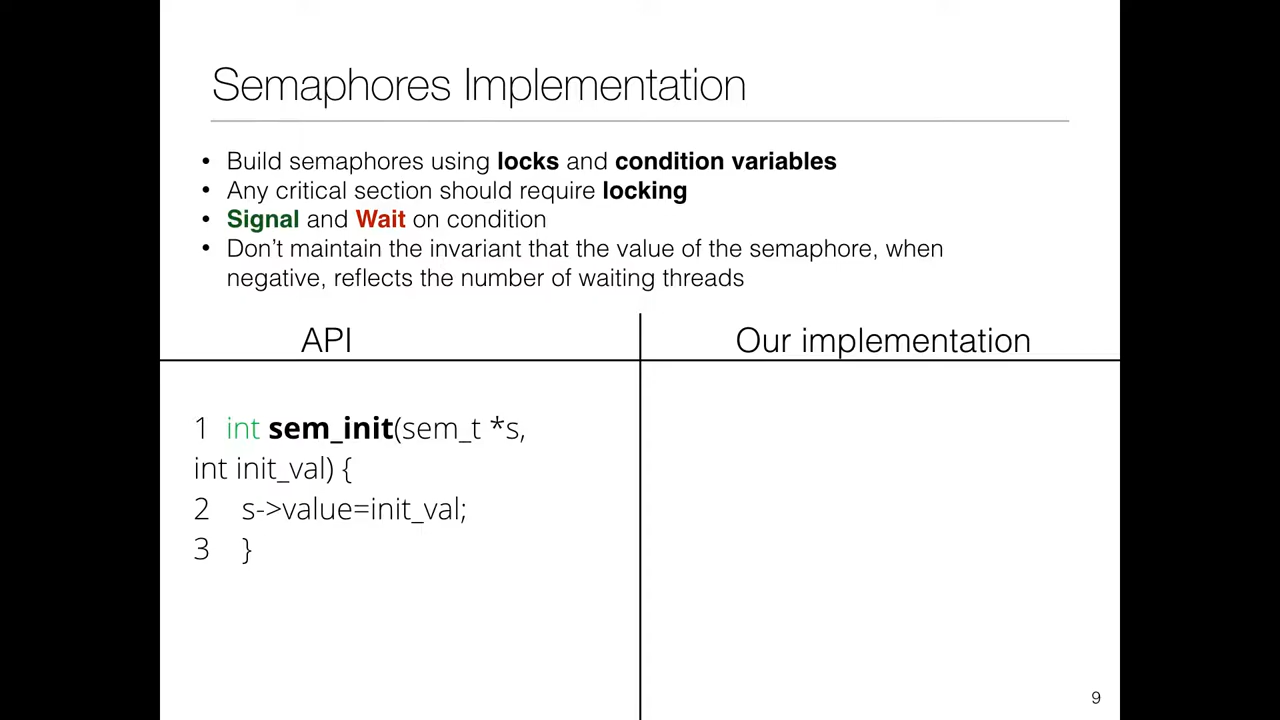 Semaphores Implementation
• Build semaphores using locks and condition variables
• Any critical section should require locking
• Signal and Wait on condition
• Don’t maintain the invariant that the value of the semaphore, when
negative, reflects the number of waiting threads
API
Our implementation
1 int sem_init(sem_t *s,
int init_val) {
2 s->value=init_val;
3 }
9